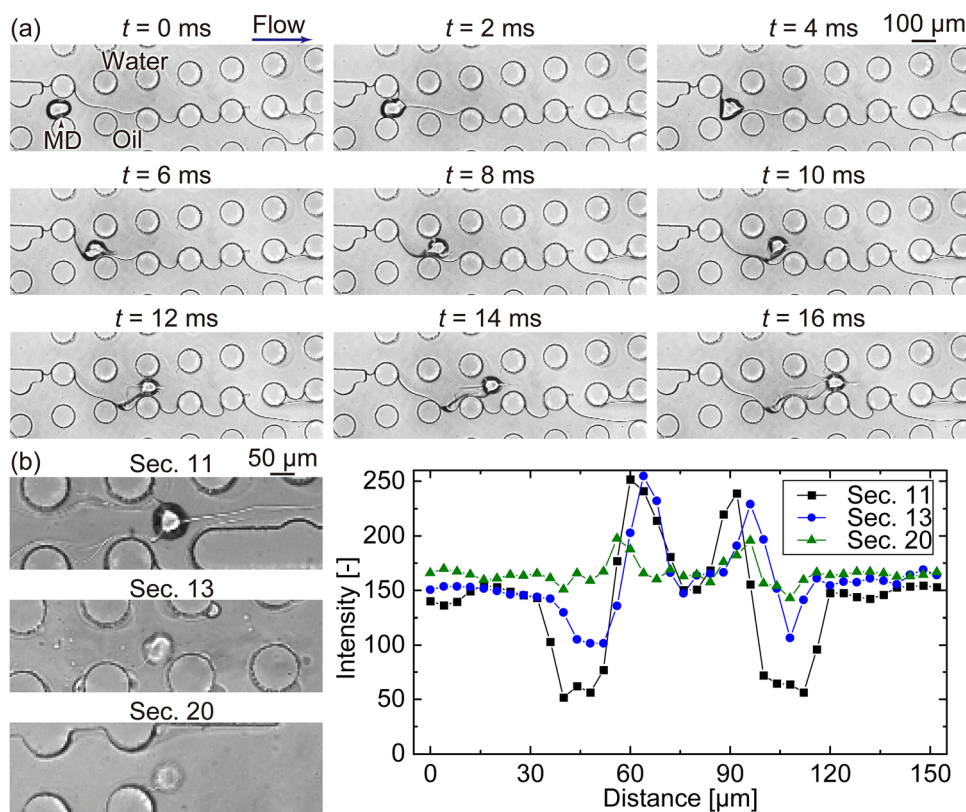 (a)
t = 0 ms
Flow
t = 2 ms
t = 4 ms
100 µm
Water
MD
Oil
t = 6 ms
t = 8 ms
t = 10 ms
t = 12 ms
t = 14 ms
t = 16 ms
(b)
Sec. 11
50 µm
Sec. 13
Sec. 20
Intensity [-]
250
200
150
100
50
0
Sec. 11
Sec. 13
Sec. 20
0 30 60 90 120 150
Distance [µm]